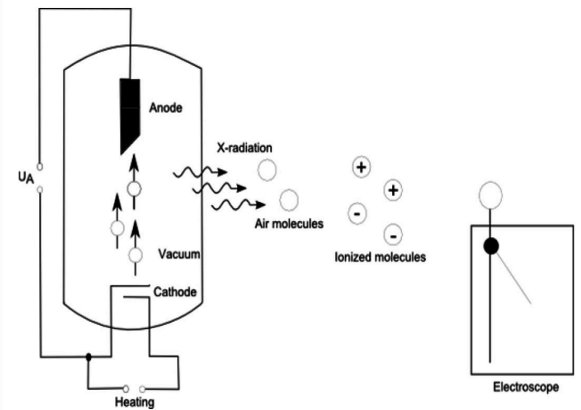 Anode
X-radiation
UA
+
+
-
-
Air molecules
Ionized molecules
Vacuum
Cathode
Heating
Electroscope